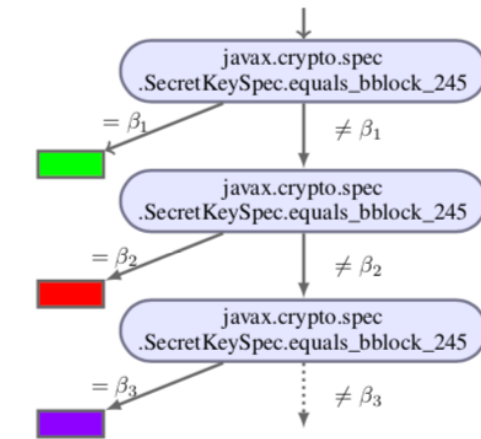 javax.crypto.spec
.SecretKeySpec.equals_bblock_245
= β₁
≠ β₁
javax.crypto.spec
.SecretKeySpec.equals_bblock_245
= β₂
≠ β₂
javax.crypto.spec
.SecretKeySpec.equals_bblock_245
= β₃
≠ β₃